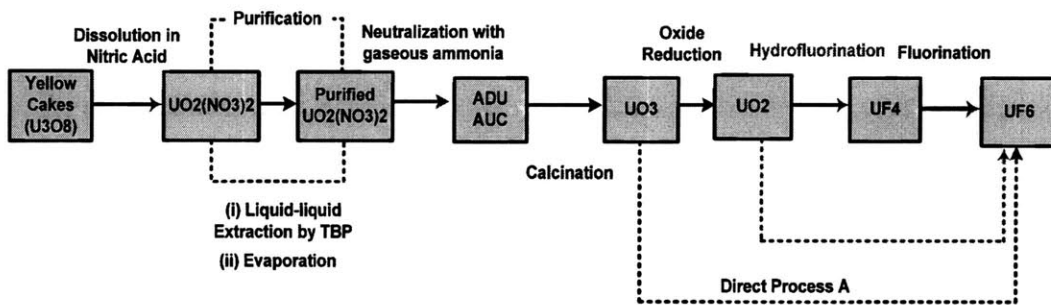 Purification
Dissolution in
Nitric Acid
Neutralization with
gaseous ammonia
Oxide
Reduction
Hydrofluorination
Fluorination
Yellow
Cakes
(U3O8)
UO2(NO3)2
Purified
UO2(NO3)2
ADU
AUC
UO3
UO2
UF4
UF6
Calcination
(i) Liquid-liquid
Extraction by TBP
(ii) Evaporation
Direct Process A